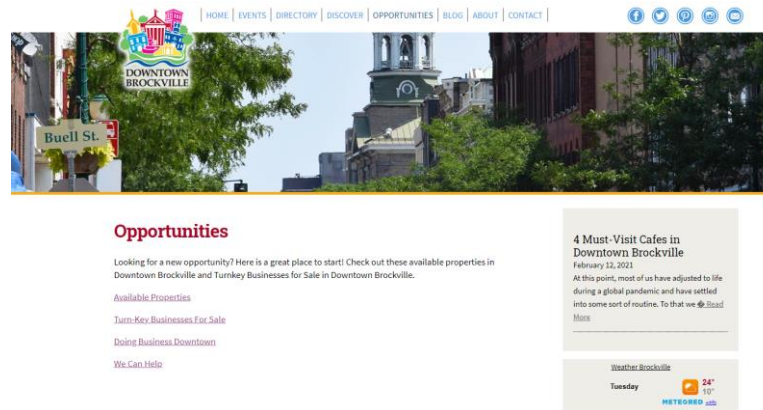 HOME | EVENTS | DIRECTORY | DISCOVER | OPPORTUNITIES | BLOG | ABOUT | CONTACT |
DOWNTOWN
BROCKVILLE
Buell St.
Opportunities
Looking for a new opportunity? Here is a great place to start! Check out these available properties in
Downtown Brockville and Turnkey Businesses for Sale in Downtown Brockville.
Available Properties
Turn-Key Businesses For Sale
Doing Business Downtown
We Can Help
4 Must-Visit Cafes in
Downtown Brockville
February 12, 2021
At this point, most of us have adjusted to life
during a global pandemic and have settled
into some sort of routine. To that we � Read
More
Weather Brockville
Tuesday
24°
10°
METEORED